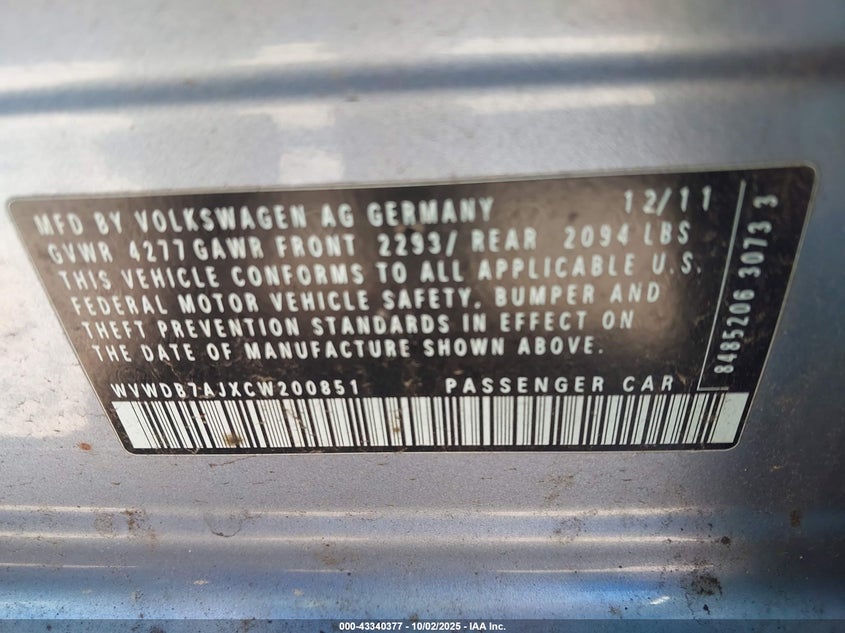 MFD BY VOLKSWAGEN AG GERMANY 12/11
GVWR 4277 GAWR FRONT 2293/ REAR 2094 LBS
THIS VEHICLE CONFORMS TO ALL APPLICABLE U.S.
FEDERAL MOTOR VEHICLE SAFETY, BUMPER AND
THEFT PREVENTION STANDARDS IN EFFECT ON
THE DATE OF MANUFACTURE SHOWN ABOVE.
WVWDB7AJXCW200851 PASSENGER CAR
8485206 3073 3
000-43340377 - 10/02/2025 - IAA Inc.